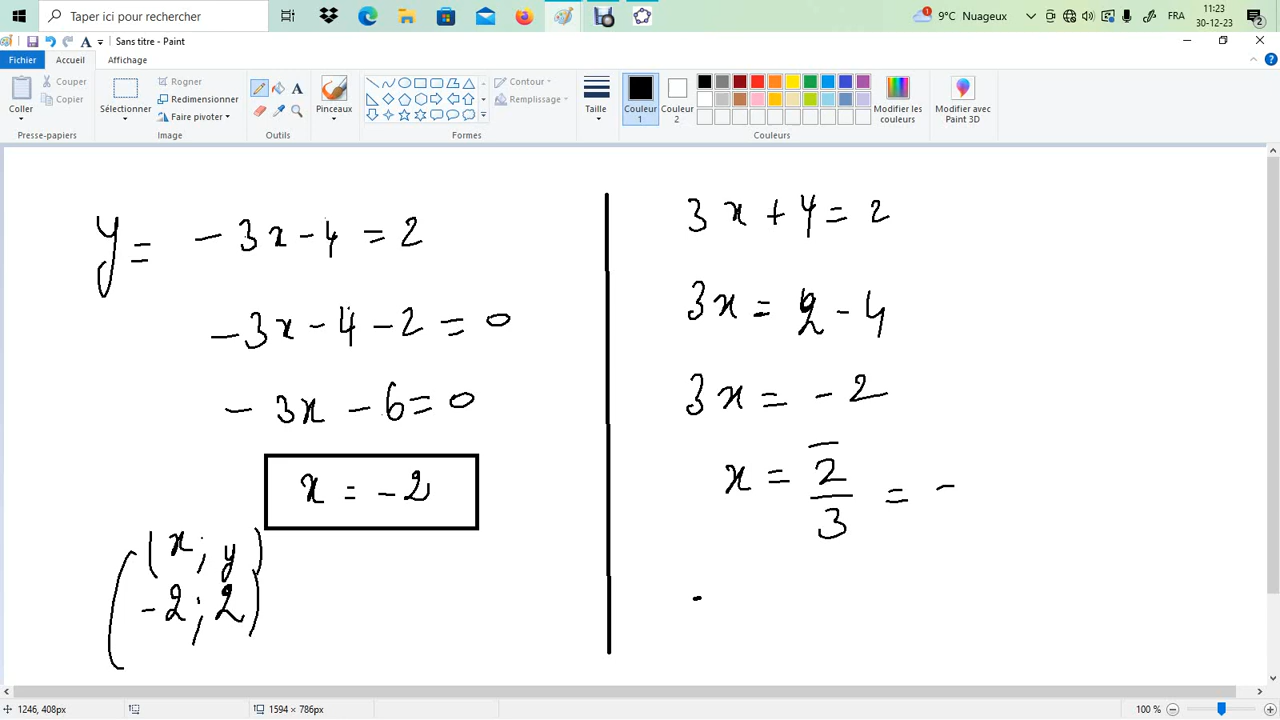 Taper ici pour rechercher
9°C Nuageux
FRA
11:23
30-12-23
2
Sans titre - Paint
Fichier
Accueil
Affichage
Coller
Couper
Copier
Presse-papiers
Sélectionner
Rogner
Redimensionner
Faire pivoter
Image
A
Outils
Pinceaux
Formes
Contour
Remplissage
Taille
Couleur 1
Couleur 2
Modifier les couleurs
Couleurs
Modifier avec Paint 3D
y = -3x-4 = 2
-3x-4-2 = 0
-3x-6 = 0
x = -2
(x; y)
(-2; 2)
3x+4 = 2
3x = 2-4
3x = -2
x = -2/3 = -
1246, 408px
1594 × 786px
100 %